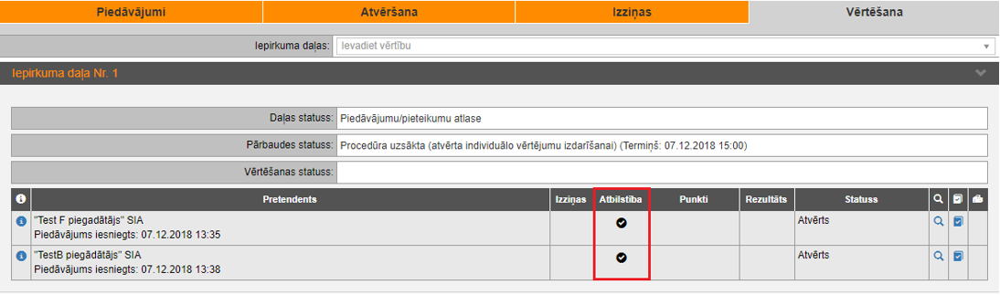 Piedāvājumi Atvēršana Izziņas Vērtēšana
Iepirkuma daļas: Ievadiet vērtību
Iepirkuma daļa Nr. 1
Daļas statuss: Piedāvājumu/pieteikumu atlase
Pārbaudes statuss: Procedūra uzsākta (atvērta individuālo vērtējumu izdarīšanai) (Termiņš: 07.12.2018 15:00)
Vērtēšanas statuss:
Pretendents Izziņas Atbilstība Punkti Rezultāts Statuss
"Test F piegadātājs" SIA Atvērts
Piedāvājums iesniegts: 07.12.2018 13:35
"TestB piegādātājs" SIA Atvērts
Piedāvājums iesniegts: 07.12.2018 13:38